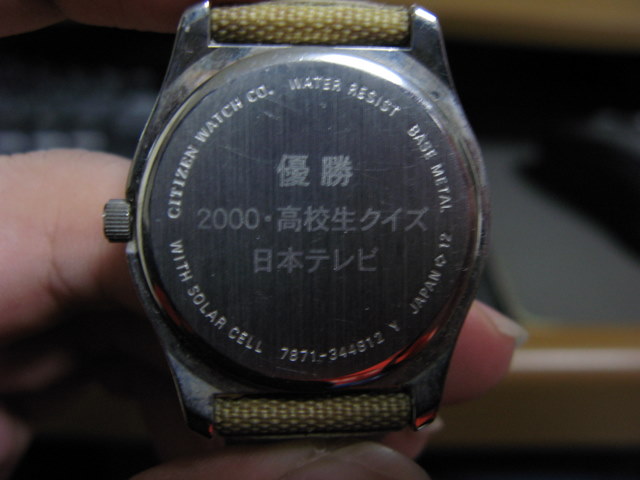 優勝
2000・高校生クイズ
日本テレビ
CITIZEN WATCH CO. WATER RESIST BASE METAL
WITH SOLAR CELL 7871-344812 Y JAPAN 12